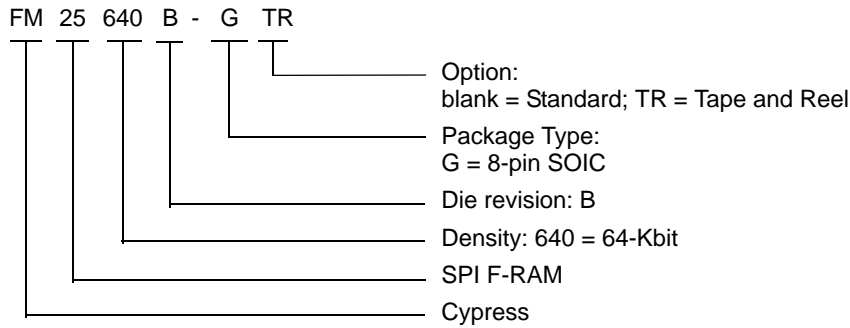 FM 25 640 B - G TR
Option:
blank = Standard; TR = Tape and Reel
Package Type:
G = 8-pin SOIC
Die revision: B
Density: 640 = 64-Kbit
SPI F-RAM
Cypress